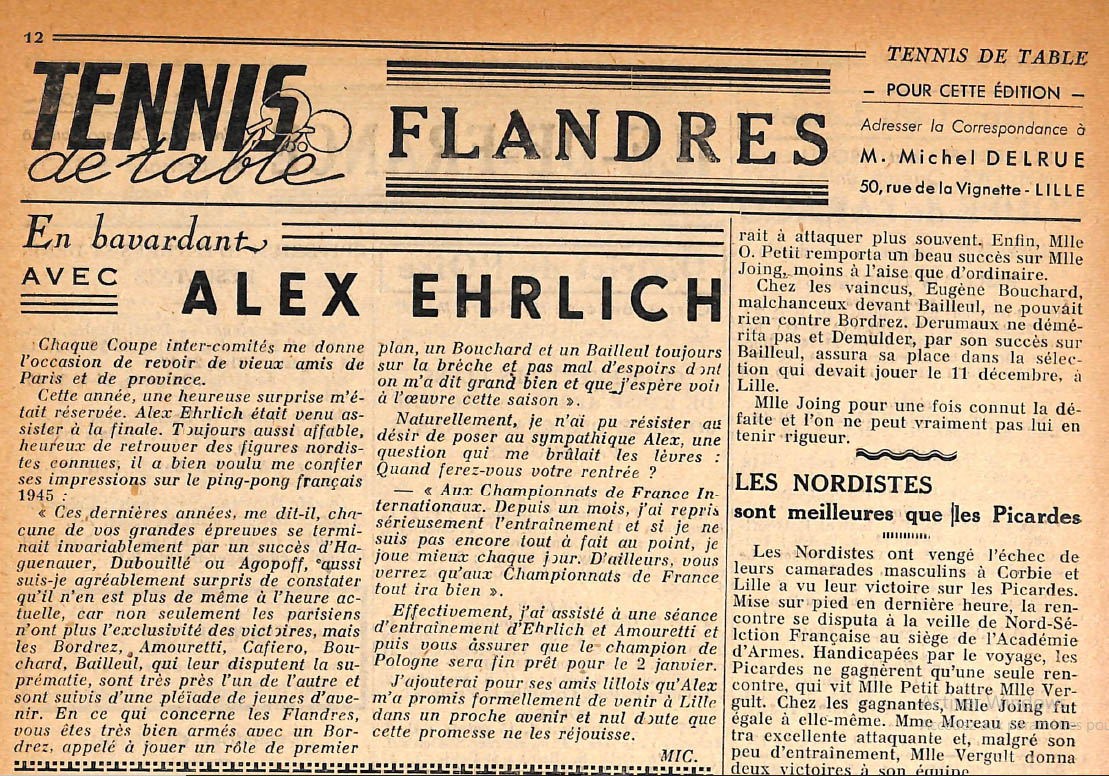 12
TENNIS DE TABLE
TENNIS
de table
FLANDRES
— POUR CETTE ÉDITION —
Adresser la Correspondance à
M. Michel DELRUE
50, rue de la Vignette - LILLE
En bavardant
AVEC
ALEX EHRLICH
Chaque Coupe inter-comités me donne
l'occasion de revoir de vieux amis de
Paris et de province.
Cette année, une heureuse surprise m'é-
tait réservée. Alex Ehrlich était venu as-
sister à la finale. Toujours aussi affable,
heureux de retrouver des figures nordis-
tes connues, il a bien voulu me confier
ses impressions sur le ping-pong français
1945 :
« Ces dernières années, me dit-il, cha-
cune de vos grandes épreuves se termi-
nait invariablement par un succès d'Ha-
guenauer, Dubouillé ou Agopoff, aussi
suis-je agréablement surpris de constater
qu'il n'en est plus de même à l'heure ac-
tuelle, car non seulement les parisiens
n'ont plus l'exclusivité des victoires, mais
les Bordrez, Amouretti, Cafiero, Bou-
chard, Bailleul, qui leur disputent la su-
prématie, sont très près l'un de l'autre et
sont suivis d'une pléiade de jeunes d'ave-
nir. En ce qui concerne les Flandres,
vous êtes très bien armés avec un Bor-
drez, appelé à jouer un rôle de premier
plan, un Bouchard et un Bailleul toujours
sur la brèche et pas mal d'espoirs dont
on m'a dit grand bien et que j'espère voir
à l'œuvre cette saison ».
Naturellement, je n'ai pu résister au
désir de poser au sympathique Alex, une
question qui me brûlait les lèvres :
Quand ferez-vous votre rentrée ?
— « Aux Championnats de France In-
ternationaux. Depuis un mois, j'ai repris
sérieusement l'entrainement et si je ne
suis pas encore tout à fait au point, je
joue mieux chaque jour. D'ailleurs, vous
verrez qu'aux Championnats de France
tout ira bien ».
Effectivement, j'ai assisté à une séance
d'entrainement d'Ehrlich et Amouretti et
puis vous assurer que le champion de
Pologne sera fin prêt pour le 2 janvier.
J'ajouterai pour ses amis lillois qu'Alex
m'a promis formellement de venir à Lille
dans un proche avenir et nul doute que
cette promesse ne les réjouisse.
MIC.
rait à attaquer plus souvent. Enfin, Mlle
O. Petit remporta un beau succès sur Mlle
Joing, moins à l'aise que d'ordinaire.
Chez les vaincus, Eugène Bouchard,
malchanceux devant Bailleul, ne pouvait
rien contre Bordrez. Derumaux ne démé-
rita pas et Demulder, par son succès sur
Bailleul, assura sa place dans la sélec-
tion qui devait jouer le 11 décembre, à
Lille.
Mlle Joing pour une fois connut la dé-
faite et l'on ne peut vraiment pas lui en
tenir rigueur.
LES NORDISTES
sont meilleures que les Picardes
Les Nordistes ont vengé l'échec de
leurs camarades masculins à Corbie et
Lille a vu leur victoire sur les Picardes.
Mise sur pied en dernière heure, la ren-
contre se disputa à la veille de Nord-Sé-
lction Française au siège de l'Académie
d'Armes. Handicapées par le voyage, les
Picardes ne gagnèrent qu'une seule ren-
contre, qui vit Mlle Petit battre Mlle Ver-
gult. Chez les gagnantes, Mlle Joing fut
égale à elle-même. Mme Moreau se mon-
tra excellente attaquante et, malgré son
peu d'entrainement, Mlle Vergult donna
deux victoires à son équipe